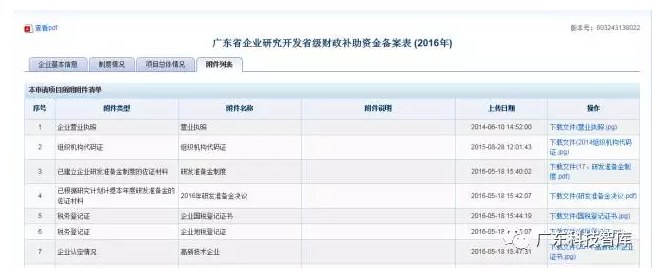 查看pdf
版本号：603243136022
广东省企业研究开发省级财政补助资金备案表 (2016年)
企业基本信息 制度情况 项目总体情况 附件列表
本申请项目所附附件清单
序号 附件类型 附件名称 附件说明 上传日期 操作
1 企业营业执照 营业执照 2014-06-10 14:52:00 下载文件(营业执照.jpg)
2 组织机构代码证 组织机构代码证 2015-08-28 12:01:43 下载文件(2014组织机构代码证.jpg)
3 已建立企业研发准备金制度的佐证材料 研发准备金制度 2016-05-18 15:40:02 下载文件(17、研发准备金制度.pdf)
4 已根据研究计划计提本年度研发准备金的佐证材料 2016年研发准备金决议 2016-05-18 15:42:07 下载文件(研发准备金决议.pdf)
5 税务登记证 企业国税登记证书 2016-05-18 15:44:19 下载文件(国税登记证书.jpg)
6 税务登记证 企业地税登记证 2016-05-18
7 企业认定情况 高新技术企业 2016-05-18 15:47:31 证书.jpg)
广东科技智库